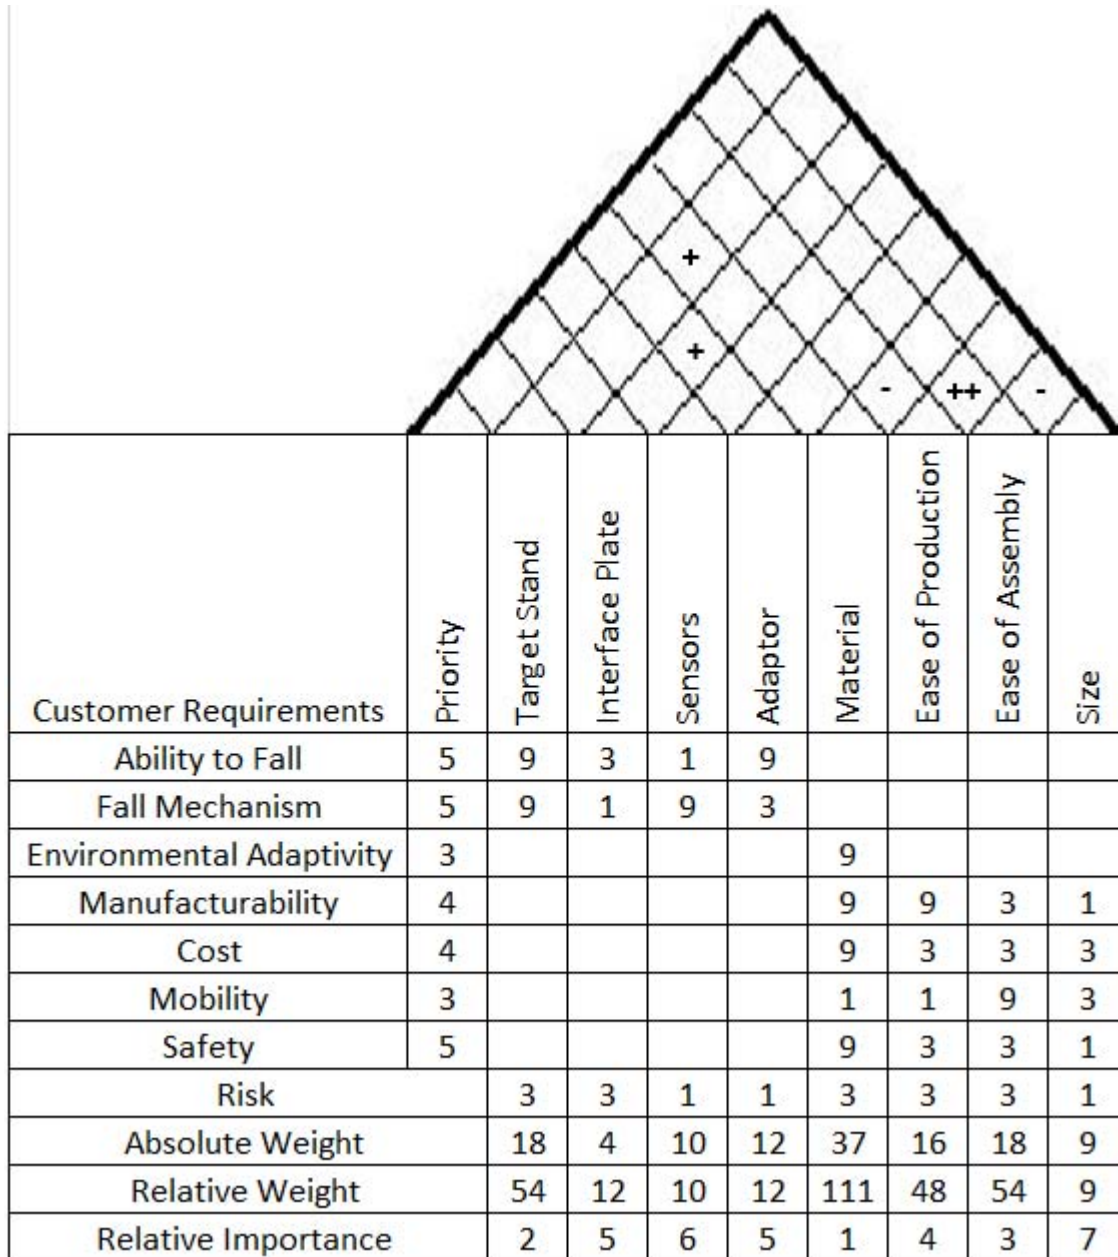 +
+
- ++ -
Customer Requirements Priority Target Stand Interface Plate Sensors Adaptor Material Ease of Production Ease of Assembly Size
Ability to Fall 5 9 3 1 9
Fall Mechanism 5 9 1 9 3
Environmental Adaptivity 3 9
Manufacturability 4 9 9 3 1
Cost 4 9 3 3 3
Mobility 3 1 1 9 3
Safety 5 9 3 3 1
Risk 3 3 1 1 3 3 3 1
Absolute Weight 18 4 10 12 37 16 18 9
Relative Weight 54 12 10 12 111 48 54 9
Relative Importance 2 5 6 5 1 4 3 7